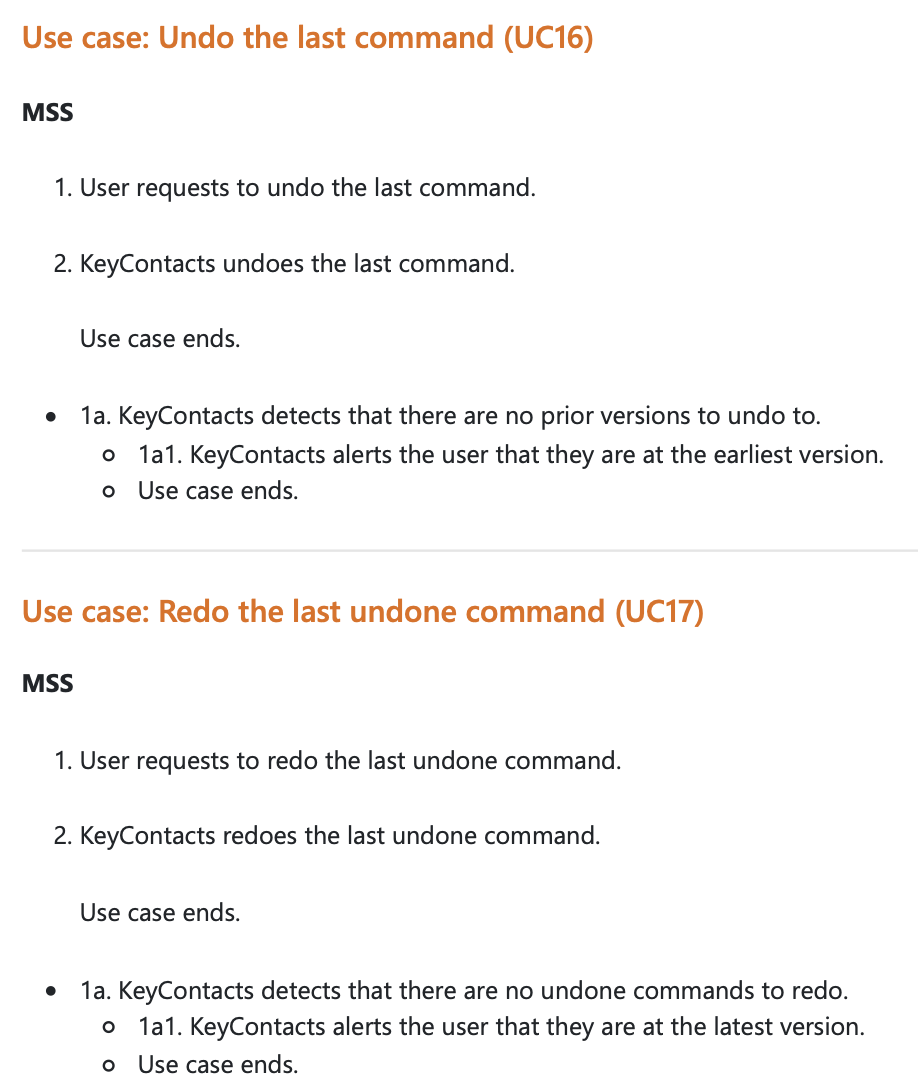 Use case: Undo the last command (UC16)
MSS
1. User requests to undo the last command.
2. KeyContacts undoes the last command.
Use case ends.
• 1a. KeyContacts detects that there are no prior versions to undo to.
○ 1a1. KeyContacts alerts the user that they are at the earliest version.
○ Use case ends.
Use case: Redo the last undone command (UC17)
MSS
1. User requests to redo the last undone command.
2. KeyContacts redoes the last undone command.
Use case ends.
• 1a. KeyContacts detects that there are no undone commands to redo.
○ 1a1. KeyContacts alerts the user that they are at the latest version.
○ Use case ends.